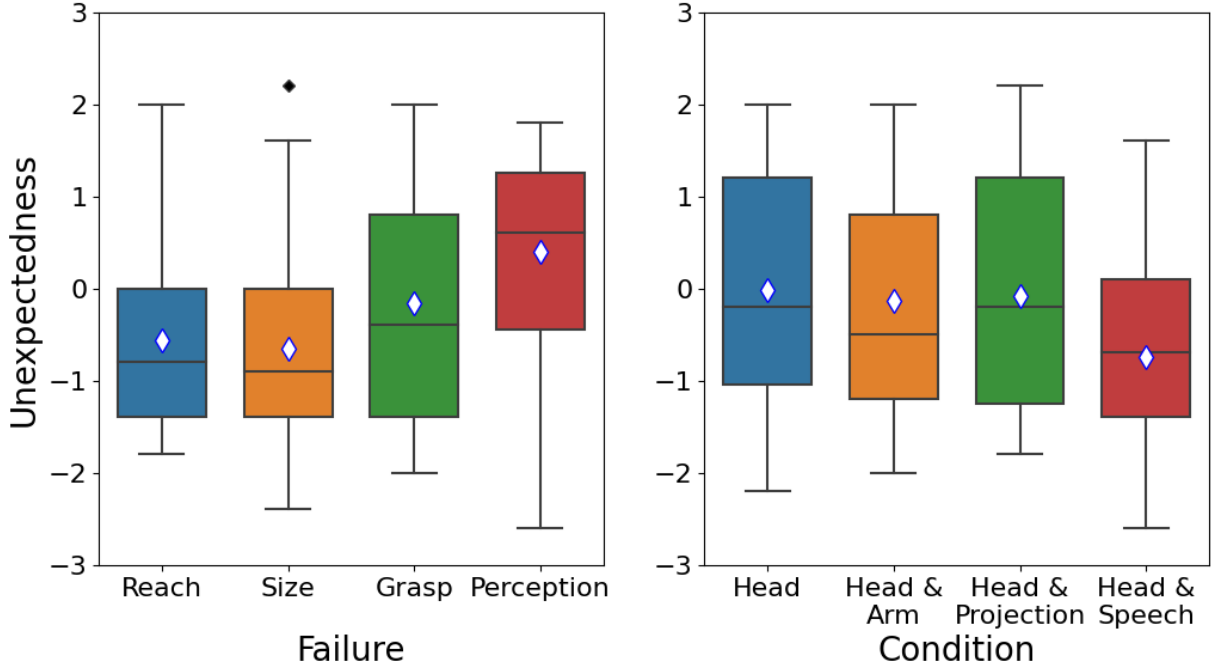 Unexpectedness
3
2
1
0
−1
−2
−3
Reach Size Grasp Perception
Failure
3
2
1
0
−1
−2
−3
Head Head & Head & Head &
Arm Projection Speech
Condition